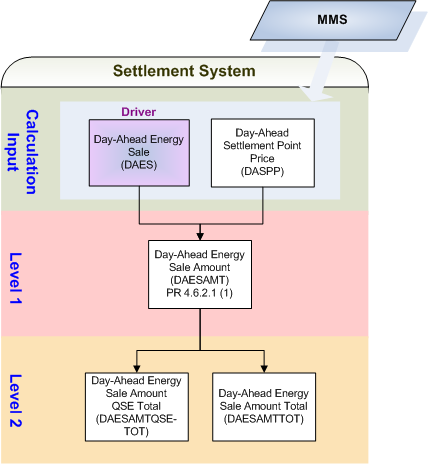 MMS
Settlement System
Calculation
Input
Driver
Day-Ahead Energy
Sale
(DAES)
Day-Ahead
Settlement Point
Price
(DASPP)
Level 1
Day-Ahead Energy
Sale Amount
(DAESAMT)
PR 4.6.2.1 (1)
Level 2
Day-Ahead Energy
Sale Amount
QSE Total
(DAESAMTQSE-
TOT)
Day-Ahead Energy
Sale Amount Total
(DAESAMTTOT)